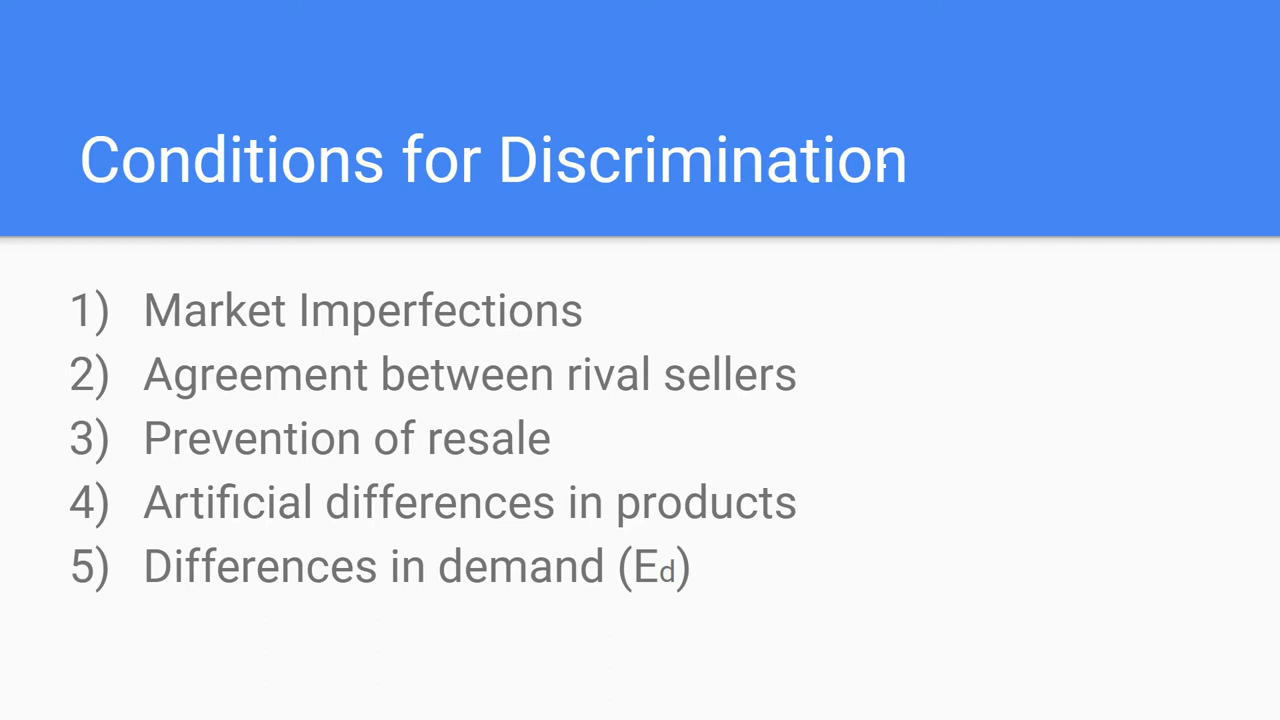 Conditions for Discrimination
1) Market Imperfections
2) Agreement between rival sellers
3) Prevention of resale
4) Artificial differences in products
5) Differences in demand (Ed)